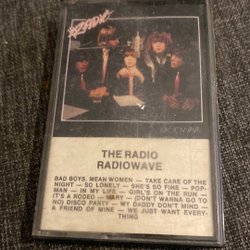 RADIO
RADIOWAVE
THE RADIO
RADIOWAVE
BAD BOYS, MEAN WOMEN - TAKE CARE OF THE
NIGHT - SO LONELY - SHE'S SO FINE - POP-
MAN - IN MY LIFE - GIRL'S ON THE RUN -
IT'S A RODEO - MARY - (DON'T WANNA GO TO
NO) DISCO PARTY - MY DADDY DON'T MIND -
A FRIEND OF MINE - WE JUST WANT EVERY-
THING